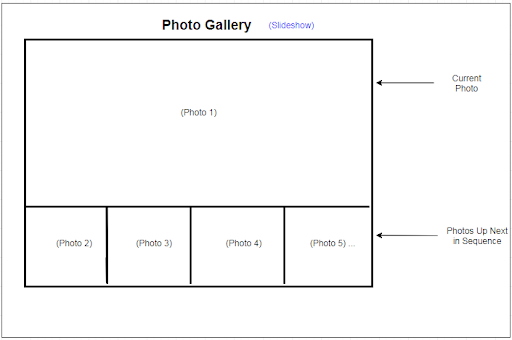 Photo Gallery (Slideshow)
Current
Photo
(Photo 1)
(Photo 2) (Photo 3) (Photo 4) (Photo 5) ...
Photos Up Next
in Sequence